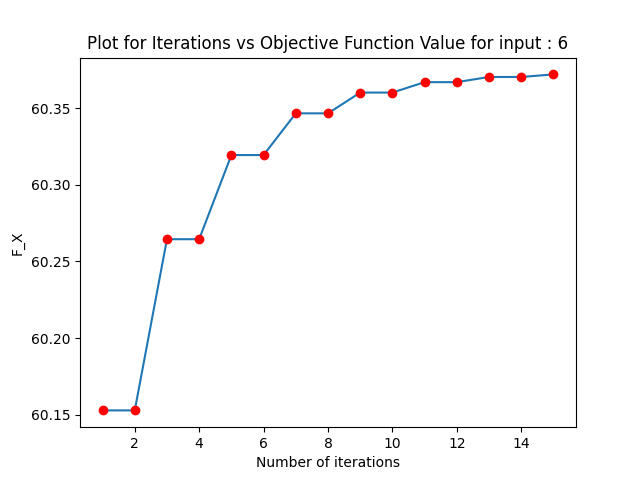 Plot for Iterations vs Objective Function Value for input : 6
60.35
60.30
60.25
60.20
60.15
F_X
2 4 6 8 10 12 14
Number of iterations